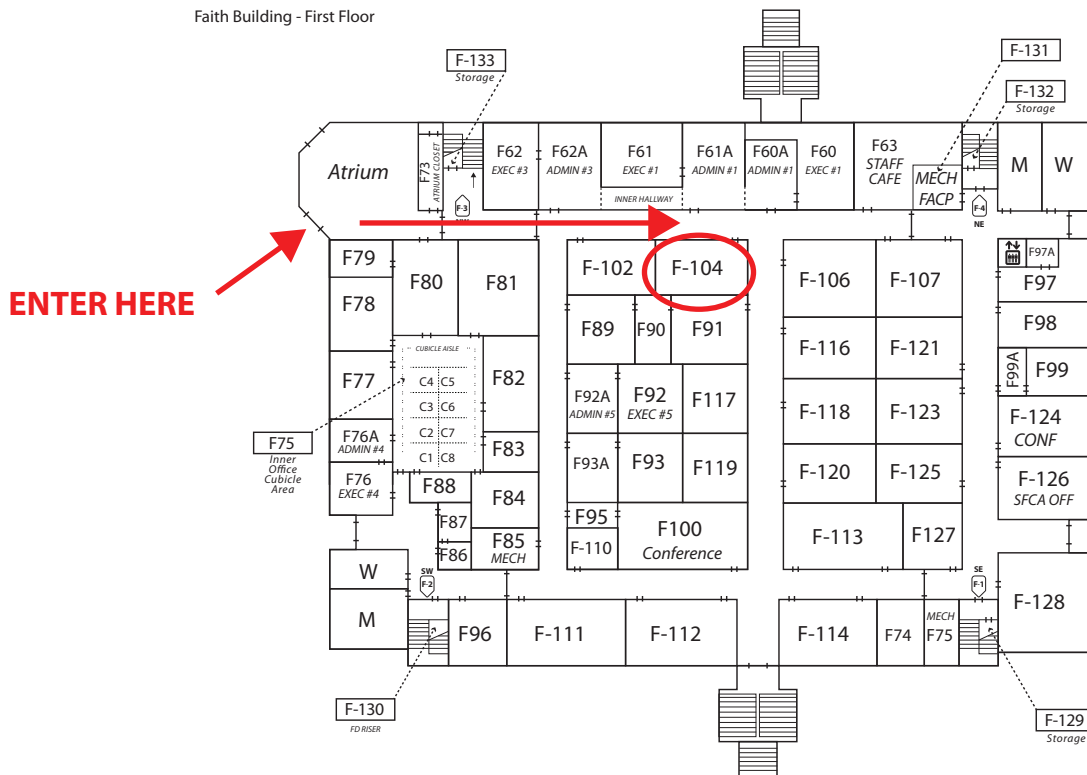 Faith Building - First Floor
F-133
Storage
F-131
F-132
Storage
Atrium
F73
ATRIUM CLOSET
F62
EXEC #3
F62A
ADMIN #3
F61
EXEC #1
F61A
ADMIN #1
F60A
ADMIN #1
F60
EXEC #1
F63
STAFF
CAFE
MECH
FACP
M
W
INNER HALLWAY
F-3
F-4
NE
ENTER HERE
F79
F80
F81
F-102
F-104
F-106
F-107
F97A
F97
F78
F89
F90
F91
F-116
F-121
F98
CUBICLE AISLE
F77
C4
C5
C3
C6
C2
C7
C1
C8
F82
F92A
ADMIN #5
F92
EXEC #5
F117
F-118
F-123
F99A
F99
F-124
CONF
F76A
ADMIN #4
F75
Inner
Office
Cubicle
Area
F76
EXEC #4
F83
F93A
F93
F119
F-120
F-125
F-126
SFCA OFF
F88
F84
F87
F95
F100
Conference
F-113
F127
F86
F85
MECH
F-110
W
M
SW
F-2
SE
F-1
F-128
F96
F-111
F-112
F-114
F74
MECH
F75
F-130
FD RISER
F-129
Storage